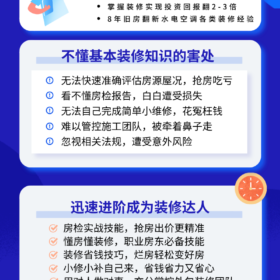 • 掌握装修实现投资回报翻2-3倍
• 8年旧房翻新水电空调各类装修经验
不懂基本装修知识的害处
无法快速准确评估房源屋况，抢房吃亏
看不懂房检报告，白白遭受损失
无法自己完成简单小维修，花冤枉钱
难以管控施工团队，被牵着鼻子走
忽视相关法规，遭受意外风险
迅速进阶成为装修达人
房检实战技能，抢房出价更精准
懂房懂装修，职业房东必备技能
装修省钱技巧，烂房轻松变好房
小修小补自己来，省钱省力又省心